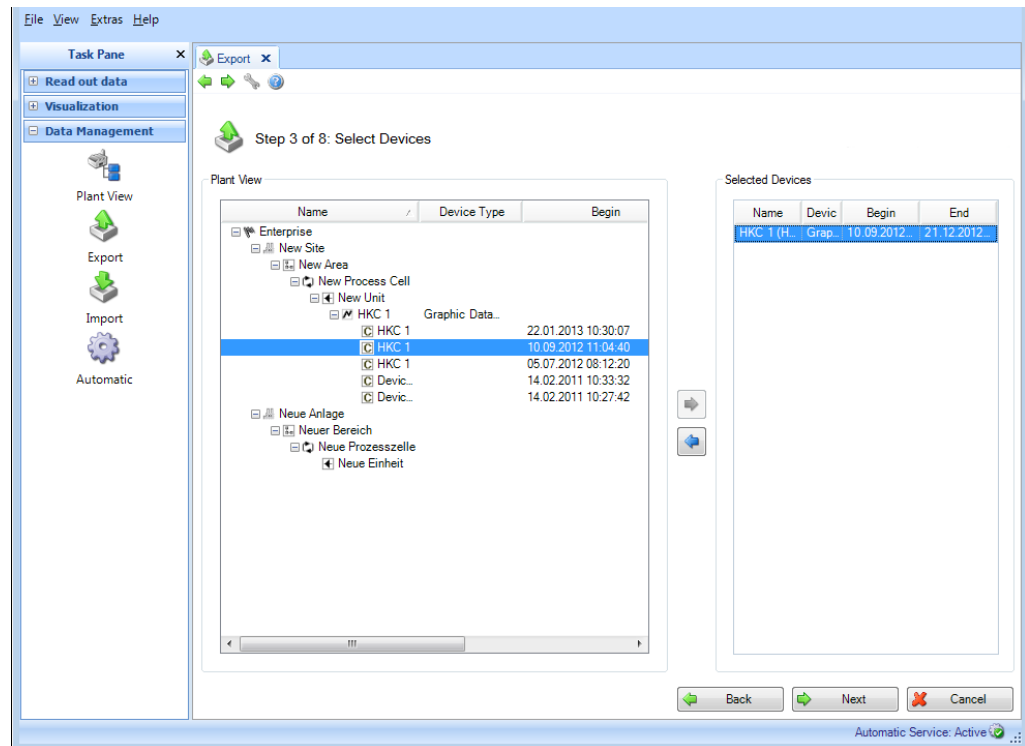 File View Extras Help
Task Pane x
Export x
Read out data
Visualization
Data Management
Plant View
Export
Import
Automatic
Step 3 of 8: Select Devices
Plant View
Name / Device Type Begin
Enterprise
New Site
New Area
New Process Cell
New Unit
HKC 1 Graphic Data...
C HKC 1 22.01.2013 10:30:07
C HKC 1 10.09.2012 11:04:40
C HKC 1 05.07.2012 08:12:20
C Devic... 14.02.2011 10:33:32
C Devic... 14.02.2011 10:27:42
Neue Anlage
Neuer Bereich
Neue Prozesszelle
Neue Einheit
Selected Devices
Name Devic Begin End
HKC 1 (H... Grap... 10.09.2012... 21.12.2012...
Back Next Cancel
Automatic Service: Active